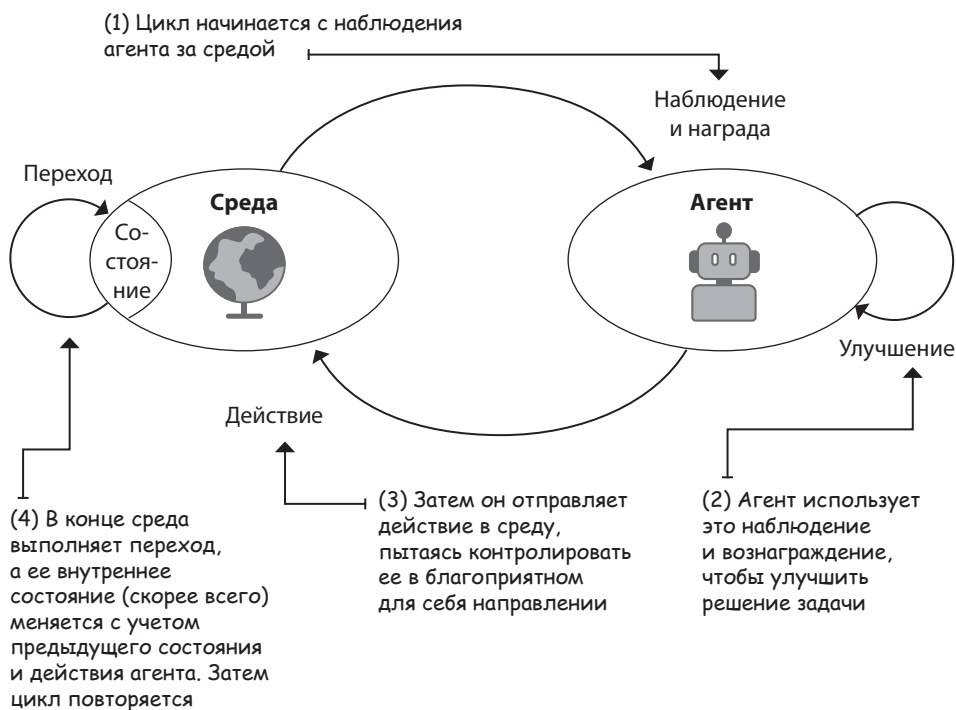 (1) Цикл начинается с наблюдения
агента за средой
Наблюдение
и награда
Переход
Среда
Агент
Со-
стоя-
ние
Улучшение
Действие
(3) Затем он отправляет
действие в среду,
пытаясь контролировать
ее в благоприятном
для себя направлении
(2) Агент использует
это наблюдение
и вознаграждение,
чтобы улучшить
решение задачи
(4) В конце среда
выполняет переход,
а ее внутреннее
состояние (скорее всего)
меняется с учетом
предыдущего состояния
и действия агента. Затем
цикл повторяется